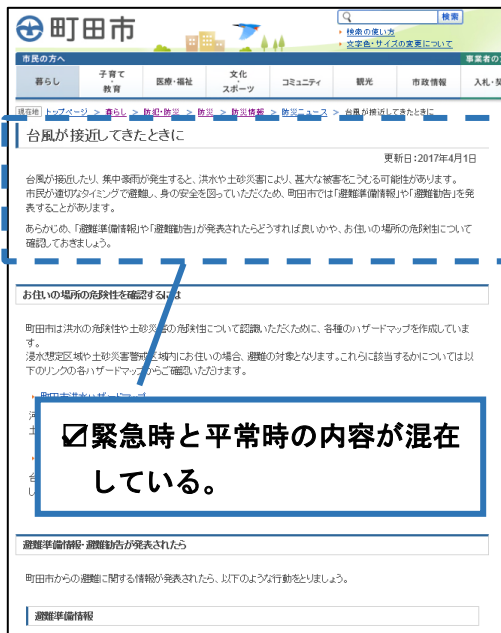 町田市
検索
検索の使い方
文字色・サイズの変更について
市民の方へ
事業者の方
暮らし
子育て・教育
医療・福祉
文化・スポーツ
コミュニティ
観光
市政情報
入札・契
現在地 トップページ > 暮らし > 防犯・防災 > 防災 > 防災情報 > 防災ニュース > 台風が接近してきたときに
台風が接近してきたときに
更新日：2017年4月1日
台風が接近したり、集中豪雨が発生すると、洪水や土砂災害により、甚大な被害をこうむる可能性があります。
市民が適切なタイミングで避難し、身の安全を図っていただくため、町田市では「避難準備情報」や「避難勧告」を発
表することがあります。
あらかじめ、「避難準備情報」や「避難勧告」が発表されたらどうすれば良いかや、お住いの場所の危険性について
確認しておきましょう。
お住いの場所の危険性を確認するには
町田市は洪水の危険性や土砂災害の危険性について認識いただくために、各種のハザードマップを作成していま
す。
浸水想定区域や土砂災害警戒区域内にお住いの場合、避難の対象となります。これらに該当するかについては以
下のリンクの各ハザードマップからご確認いただけます。
町田市洪水ハザードマップ
☑緊急時と平常時の内容が混在
している。
避難準備情報・避難勧告が発表されたら
町田市からの避難に関する情報が発表されたら、以下のような行動をとりましょう。
避難準備情報